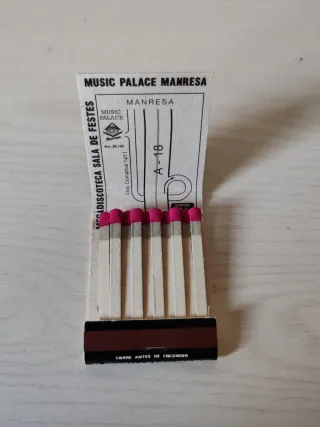 MUSIC PALACE MANRESA
MEGADISCOTECA SALA DE FESTES
MUSIC
PALACE
MANRESA
A - 18
CIERRE ANTES DE ENCENDER